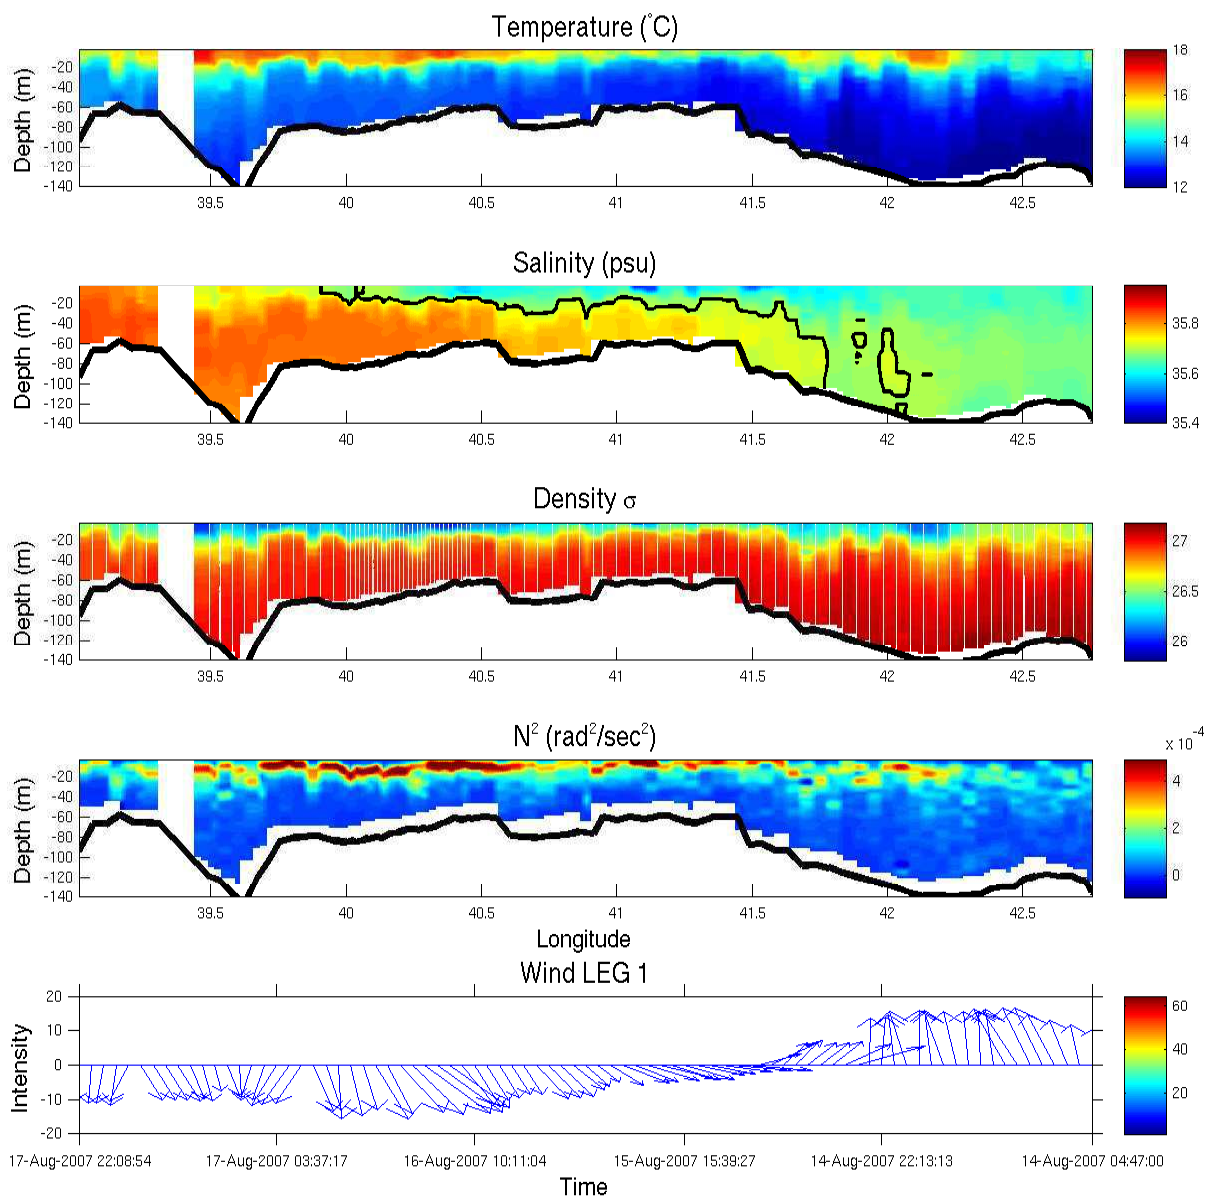 Temperature (°C)
Depth (m)
-20
-40
-60
-80
-100
-120
-140
39.5 40 40.5 41 41.5 42 42.5
18
16
14
12
Salinity (psu)
Depth (m)
-20
-40
-60
-80
-100
-120
-140
39.5 40 40.5 41 41.5 42 42.5
35.8
35.6
35.4
Density σ
Depth (m)
-20
-40
-60
-80
-100
-120
-140
39.5 40 40.5 41 41.5 42 42.5
27
26.5
26
N² (rad²/sec²)
Depth (m)
-20
-40
-60
-80
-100
-120
-140
39.5 40 40.5 41 41.5 42 42.5
x 10⁻⁴
4
2
0
Longitude
Wind LEG 1
Intensity
20
10
0
-10
-20
17-Aug-2007 22:08:54 17-Aug-2007 03:37:17 16-Aug-2007 10:11:04 15-Aug-2007 15:39:27 14-Aug-2007 22:13:13 14-Aug-2007 04:47:00
60
40
20
Time